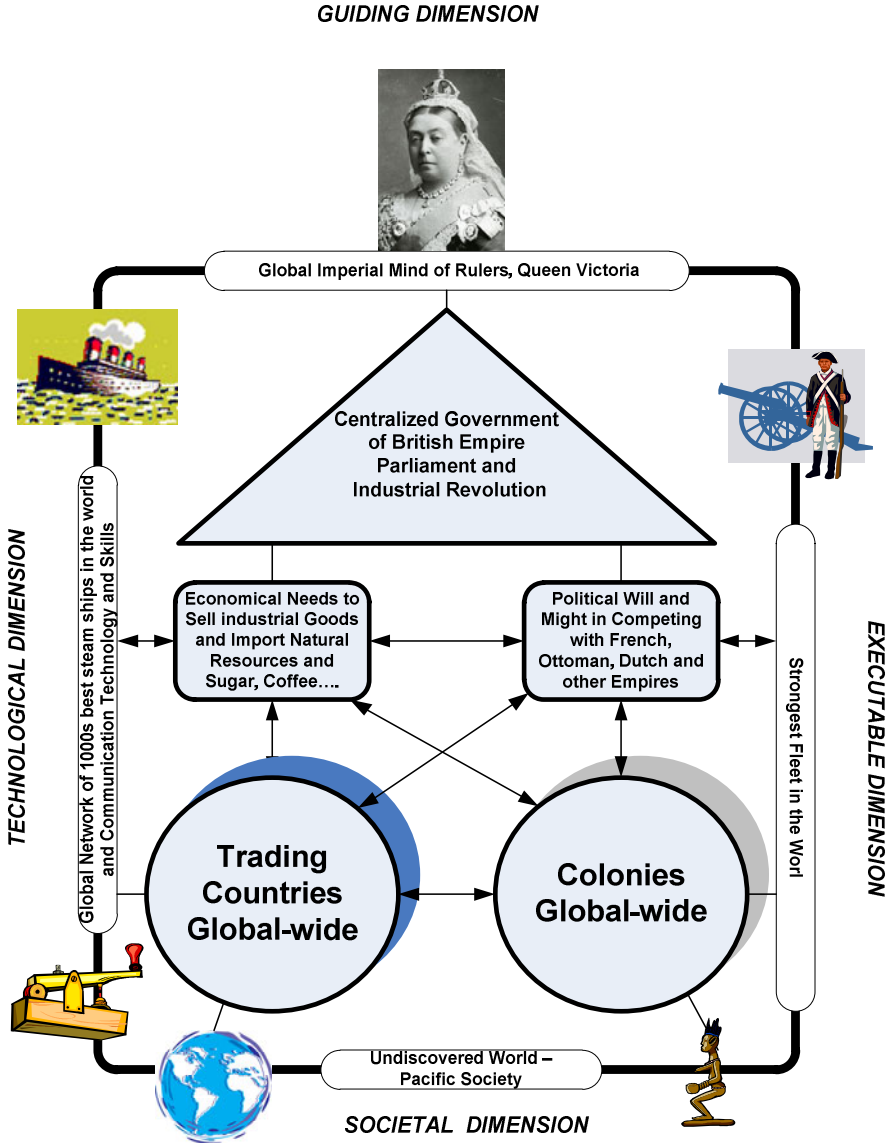 GUIDING DIMENSION
Global Imperial Mind of Rulers, Queen Victoria
Centralized Government
of British Empire
Parliament and
Industrial Revolution
TECHNOLOGICAL DIMENSION
Global Network of 1000s best steam ships in the world
and Communication Technology and Skills
Economical Needs to
Sell industrial Goods
and Import Natural
Resources and
Sugar, Coffee….
Political Will and
Might in Competing
with French,
Ottoman, Dutch and
other Empires
Strongest Fleet in the Worl
EXECUTABLE DIMENSION
Trading
Countries
Global-wide
Colonies
Global-wide
Undiscovered World –
Pacific Society
SOCIETAL DIMENSION